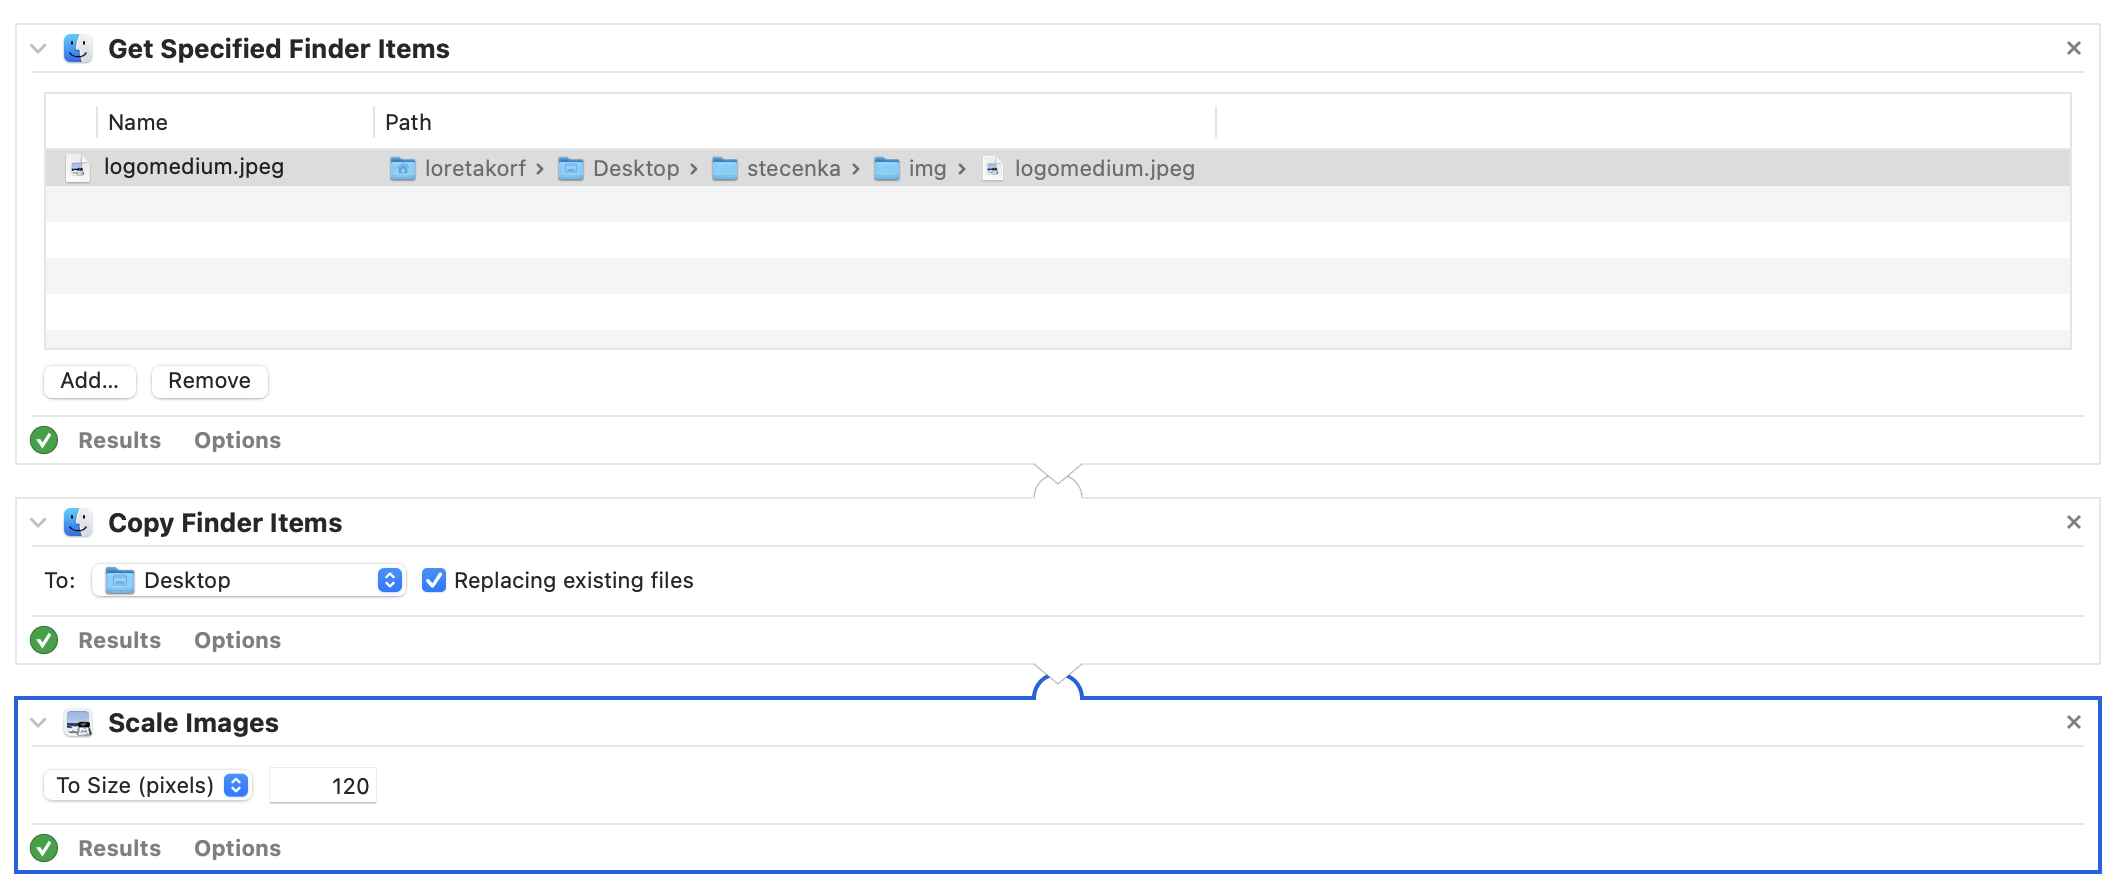 Get Specified Finder Items
Name Path
logomedium.jpeg loretakorf › Desktop › stecenka › img › logomedium.jpeg
Add... Remove
Results Options
Copy Finder Items
To: Desktop Replacing existing files
Results Options
Scale Images
To Size (pixels) 120
Results Options